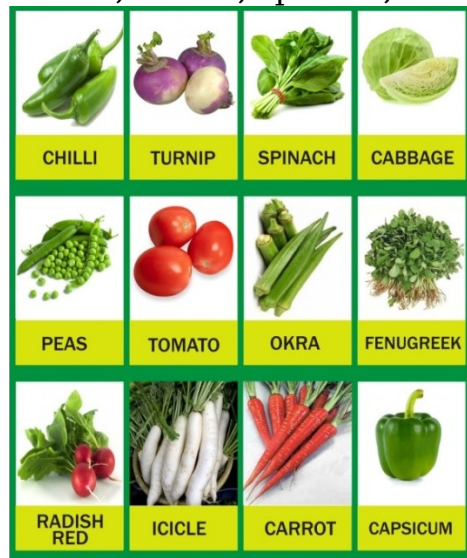 CHILLI
TURNIP
SPINACH
CABBAGE
PEAS
TOMATO
OKRA
FENUGREEK
RADISH
RED
ICICLE
CARROT
CAPSICUM